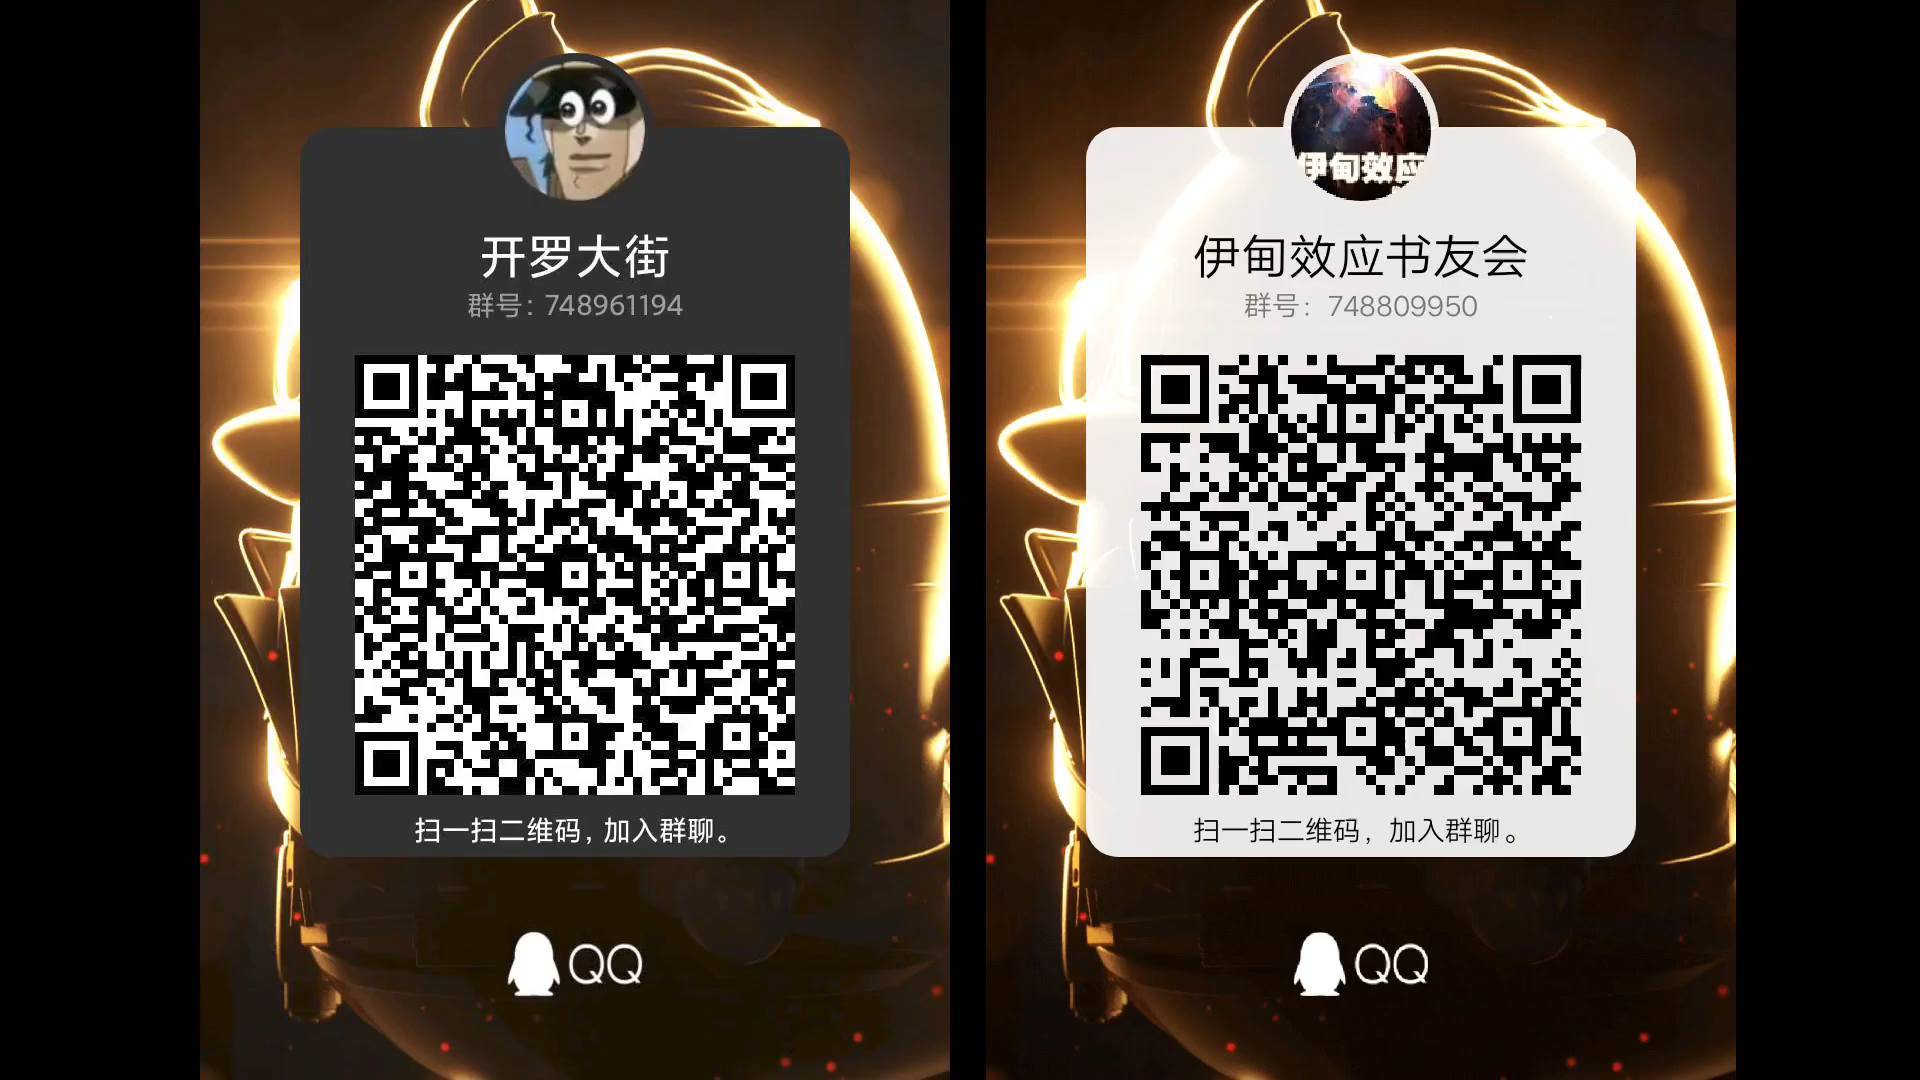 开罗大街
群号: 748961194
扫一扫二维码, 加入群聊。
QQ
伊甸效应
伊甸效应书友会
群号: 748809950
扫一扫二维码, 加入群聊。
QQ